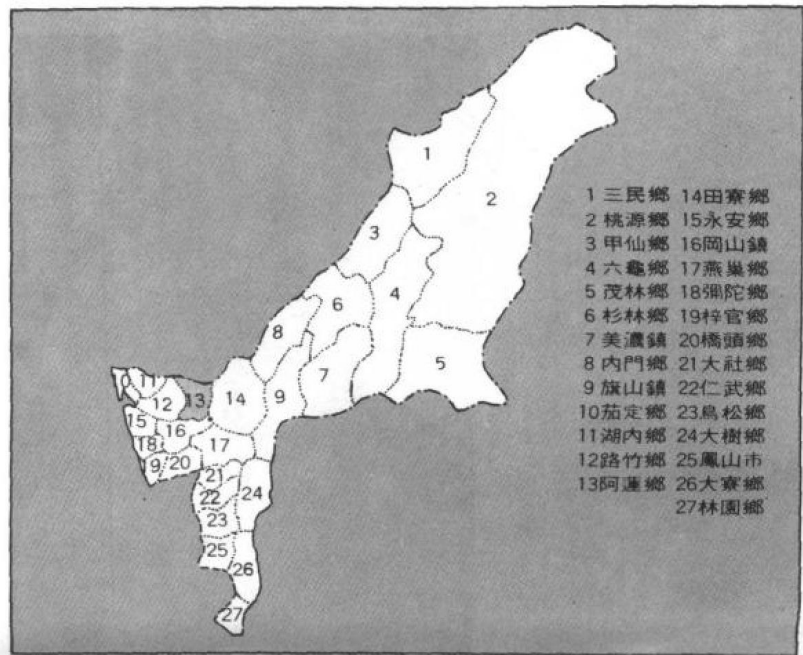 1 三民鄉 14田寮鄉
2 桃源鄉 15永安鄉
3 甲仙鄉 16岡山鎮
4 六龜鄉 17燕巢鄉
5 茂林鄉 18彌陀鄉
6 杉林鄉 19梓官鄉
7 美濃鎮 20橋頭鄉
8 內門鄉 21大社鄉
9 旗山鎮 22仁武鄉
10茄定鄉 23鳥松鄉
11湖內鄉 24大樹鄉
12路竹鄉 25鳳山市
13阿蓮鄉 26大寮鄉
27林園鄉
1
2
3
4
6
8
5
7
9
14
10
11
12
13
15
16
17
18
19
20
21
22
24
23
25
26
27